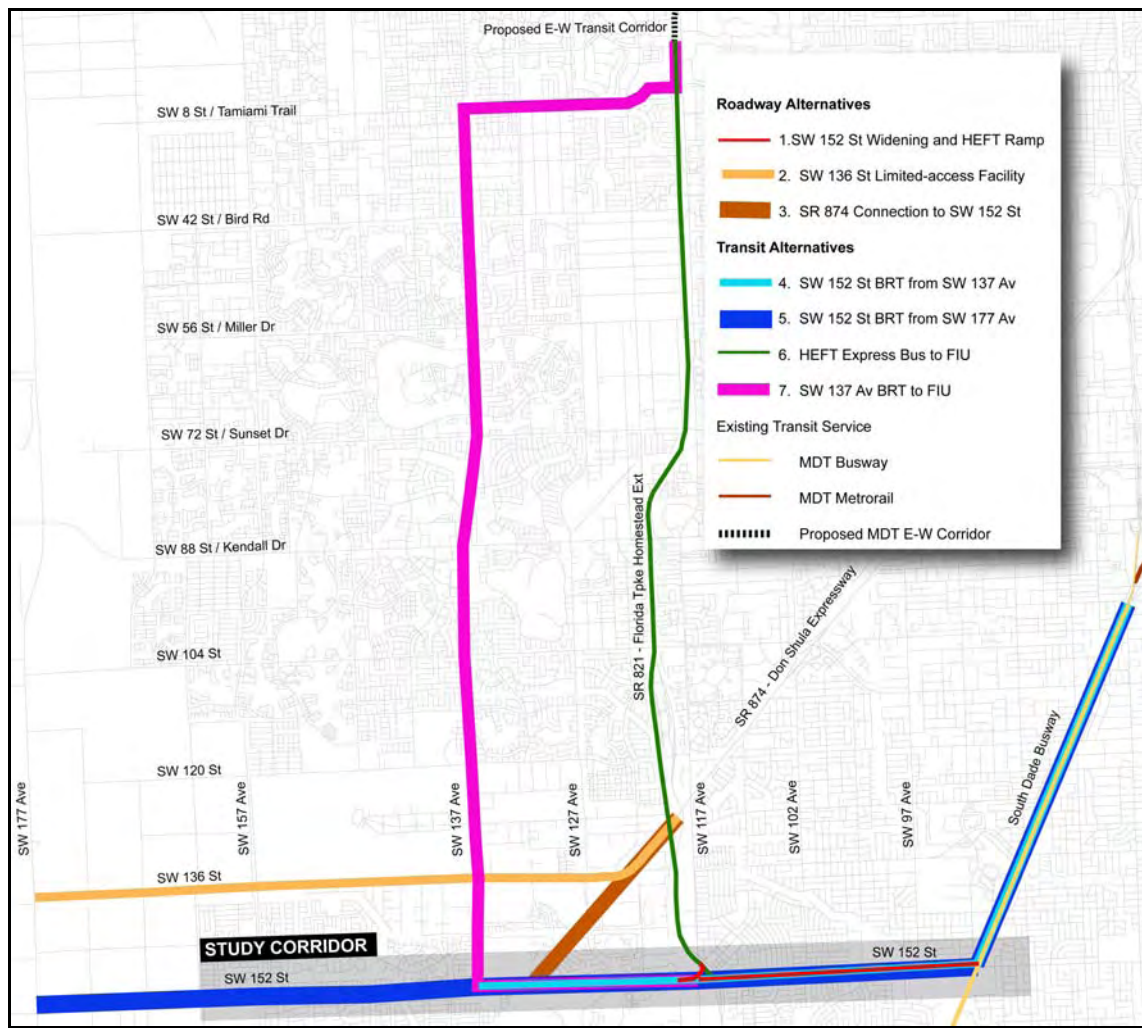 Proposed E-W Transit Corridor
SW 8 St / Tamiami Trail
SW 42 St / Bird Rd
SW 56 St / Miller Dr
SW 72 St / Sunset Dr
SW 88 St / Kendall Dr
SW 104 St
SW 120 St
SW 136 St
Roadway Alternatives
1.SW 152 St Widening and HEFT Ramp
2. SW 136 St Limited-access Facility
3. SR 874 Connection to SW 152 St
Transit Alternatives
4. SW 152 St BRT from SW 137 Av
5. SW 152 St BRT from SW 177 Av
6. HEFT Express Bus to FIU
7. SW 137 Av BRT to FIU
Existing Transit Service
MDT Busway
MDT Metrorail
Proposed MDT E-W Corridor
SR 821 - Florida Tpke Homestead Ext
SR 874 - Don Shula Expressway
South Dade Busway
SW 177 Ave
SW 157 Ave
SW 137 Ave
SW 127 Ave
SW 117 Ave
SW 102 Ave
SW 97 Ave
STUDY CORRIDOR
SW 152 St
SW 152 St